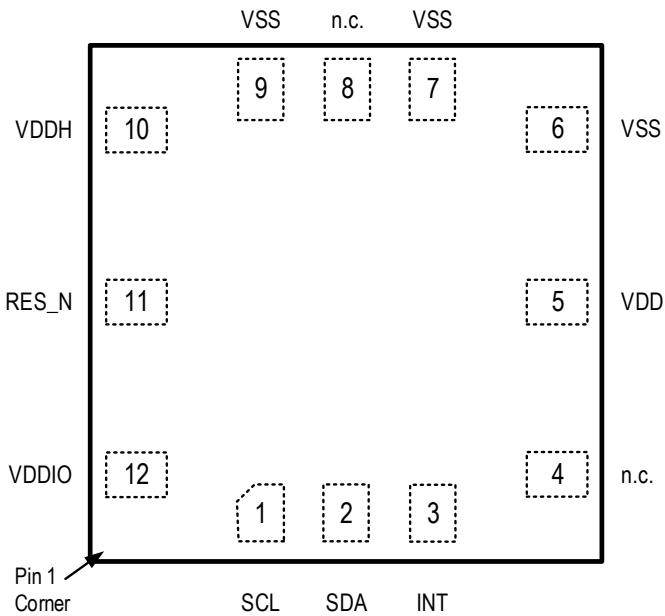 VSS n.c. VSS
9 8 7
VDDH 10 6 VSS
RES_N 11 5 VDD
VDDIO 12 4 n.c.
1 2 3
Pin 1
Corner
SCL SDA INT